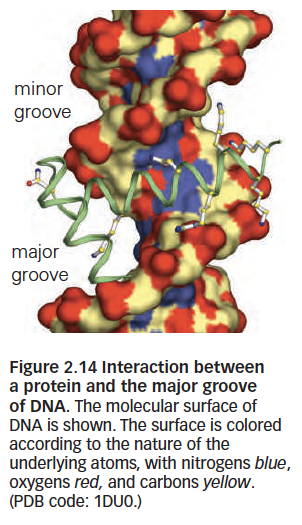 minor
groove
major
groove
Figure 2.14 Interaction between
a protein and the major groove
of DNA. The molecular surface of
DNA is shown. The surface is colored
according to the nature of the
underlying atoms, with nitrogens blue,
oxygens red, and carbons yellow.
(PDB code: 1DU0.)